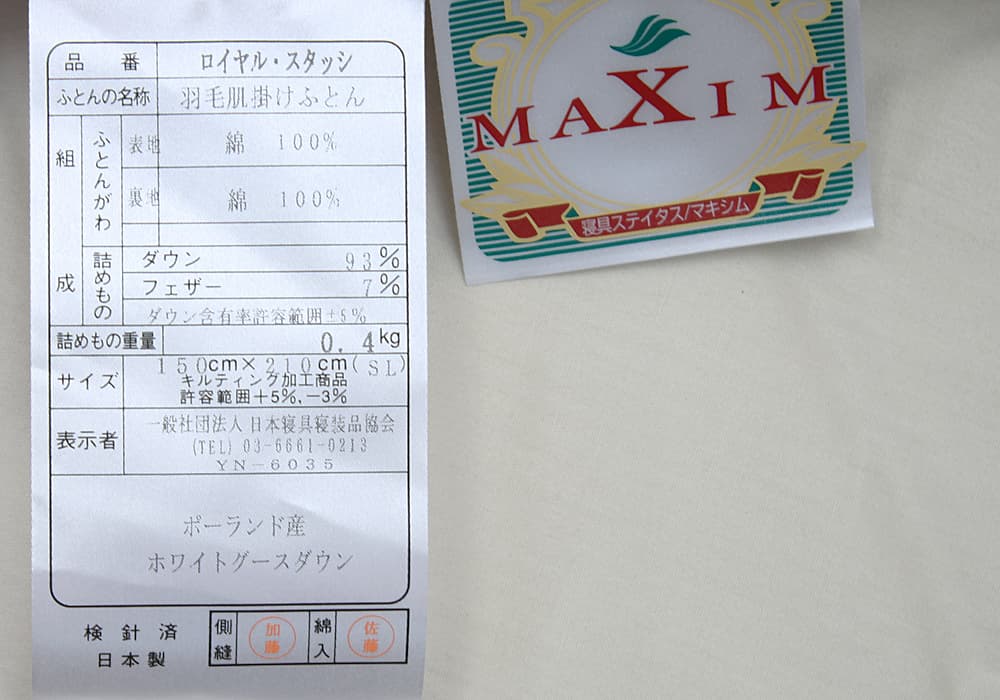 品番 ロイヤル・スタッシ
ふとんの名称 羽毛肌掛けふとん
組成
ふとんがわ
表地 綿 100%
裏地 綿 100%
詰めもの
ダウン 93%
フェザー 7%
ダウン含有率許容範囲±5%
詰めもの重量 0.4kg
サイズ 150cm×210cm(SL)
キルティング加工商品
許容範囲+5%,-3%
表示者 一般社団法人 日本寝具寝装品協会
(TEL) 03-6661-0213
YN-6035
ポーランド産
ホワイトグースダウン
検針済
日本製
側縫 加藤 綿入 佐藤
MAXIM
寝具ステイタス/マキシム